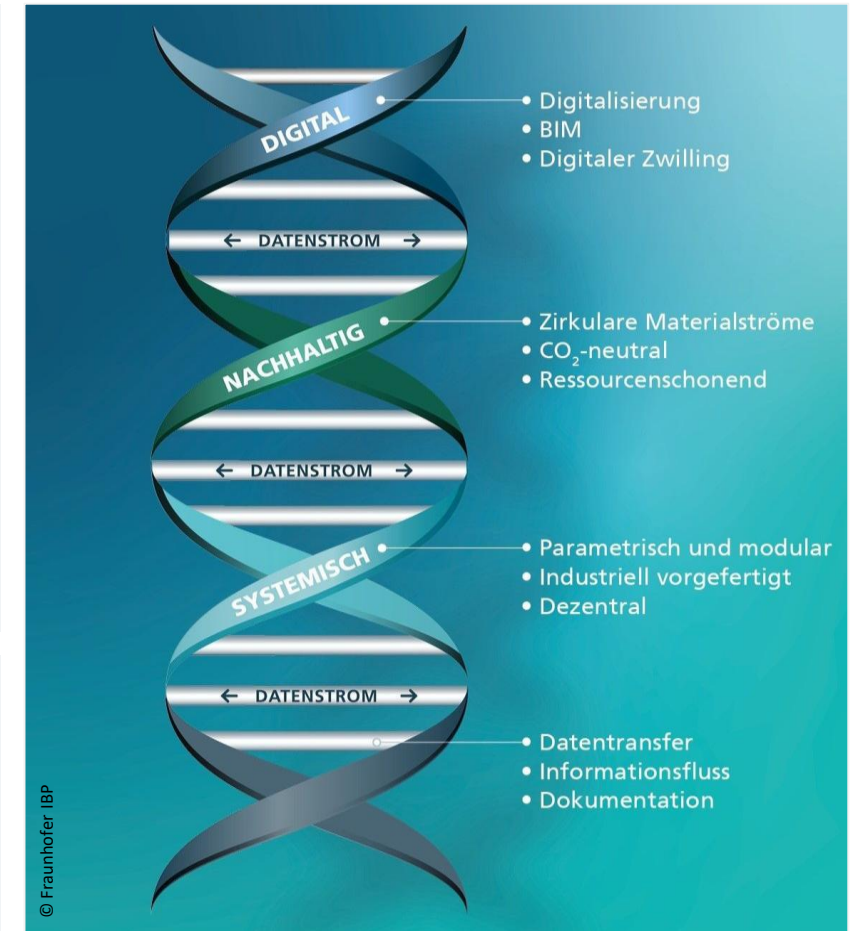 DIGITAL
• Digitalisierung
• BIM
• Digitaler Zwilling
← DATENSTROM →
NACHHALTIG
• Zirkulare Materialströme
• CO₂-neutral
• Ressourcenschonend
← DATENSTROM →
SYSTEMISCH
• Parametrisch und modular
• Industriell vorgefertigt
• Dezentral
← DATENSTROM →
• Datentransfer
• Informationsfluss
• Dokumentation
© Fraunhofer IBP